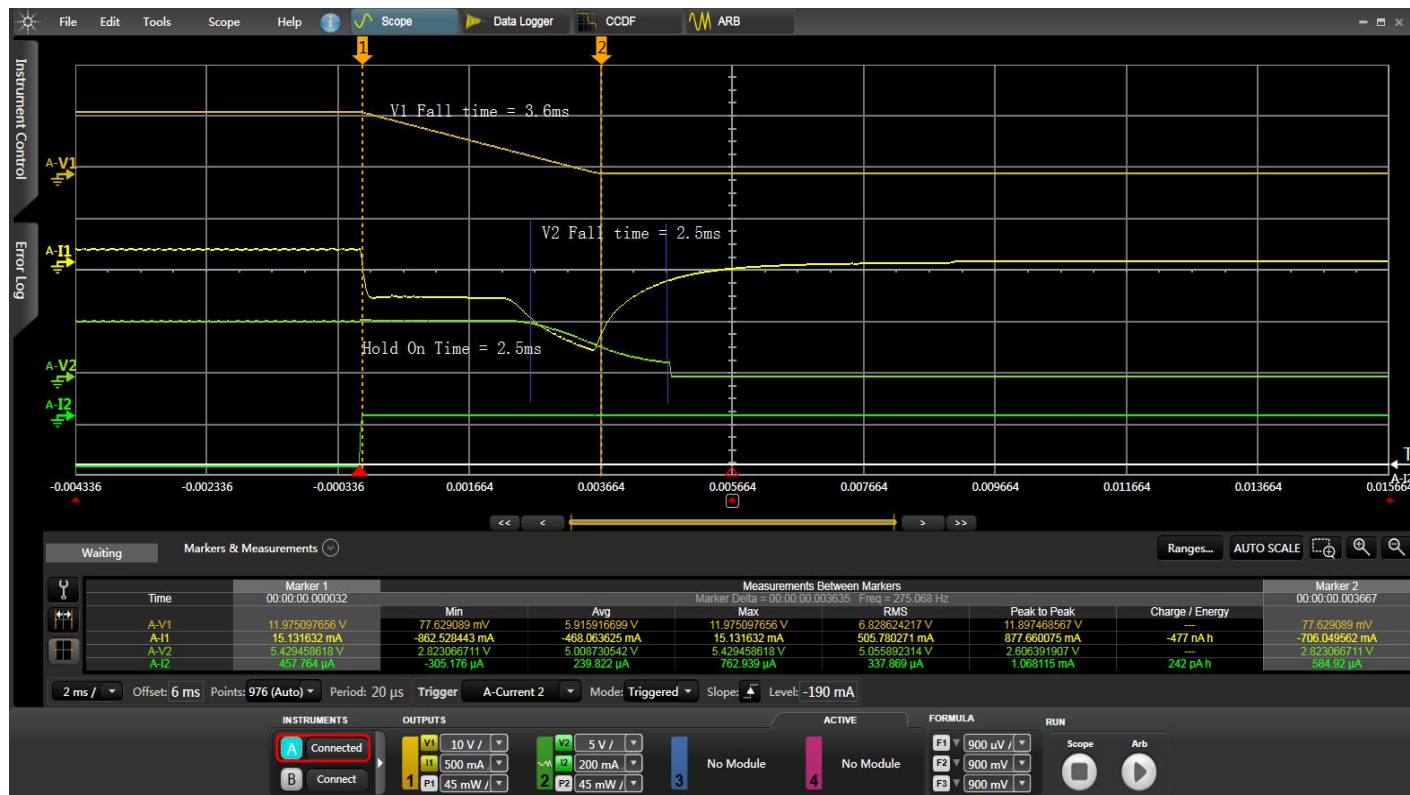 File Edit Tools Scope Help Scope Data Logger CCDF ARB
1 2
Instrument Control
Error Log
V1 Fall time = 3.6ms
A-V1
V2 Fall time = 2.5ms
A-I1
Hold On Time = 2.5ms
A-V2
A-I2
T
A-I2
-0.004336 -0.002336 -0.000336 0.001664 0.003664 0.005664 0.007664 0.009664 0.011664 0.013664 0.015664
<< < > >>
Waiting Markers & Measurements Ranges... AUTO SCALE
Marker 1 Measurements Between Markers Marker 2
Time 00:00:00.000032 Marker Delta = 00:00:00.003635 Freq = 275.068 Hz 00:00:00.003667
Min Avg Max RMS Peak to Peak Charge / Energy
A-V1 11.975097656 V 77.629089 mV 5.915916699 V 11.975097656 V 6.828624217 V 11.897468567 V --- 77.629089 mV
A-I1 15.131632 mA -862.528443 mA -468.063625 mA 15.131632 mA 505.780271 mA 877.660075 mA -477 nA h -706.049562 mA
A-V2 5.429458618 V 2.823066711 V 5.008730542 V 5.429458618 V 5.055892314 V 2.606391907 V --- 2.823066711 V
A-I2 457.764 µA -305.176 µA 239.822 µA 762.939 µA 337.869 µA 1.068115 mA 242 pA h 584.92 µA
2 ms / Offset: 6 ms Points: 976 (Auto) Period: 20 µs Trigger A-Current 2 Mode: Triggered Slope: Level: -190 mA
INSTRUMENTS OUTPUTS ACTIVE FORMULA RUN
A Connected
B Connect
1 V1 10 V / I1 500 mA / P1 45 mW /
2 V2 5 V / I2 200 mA / P2 45 mW /
3 No Module
4 No Module
F1 900 uV /
F2 900 mV
F3 900 mV
Scope Arb